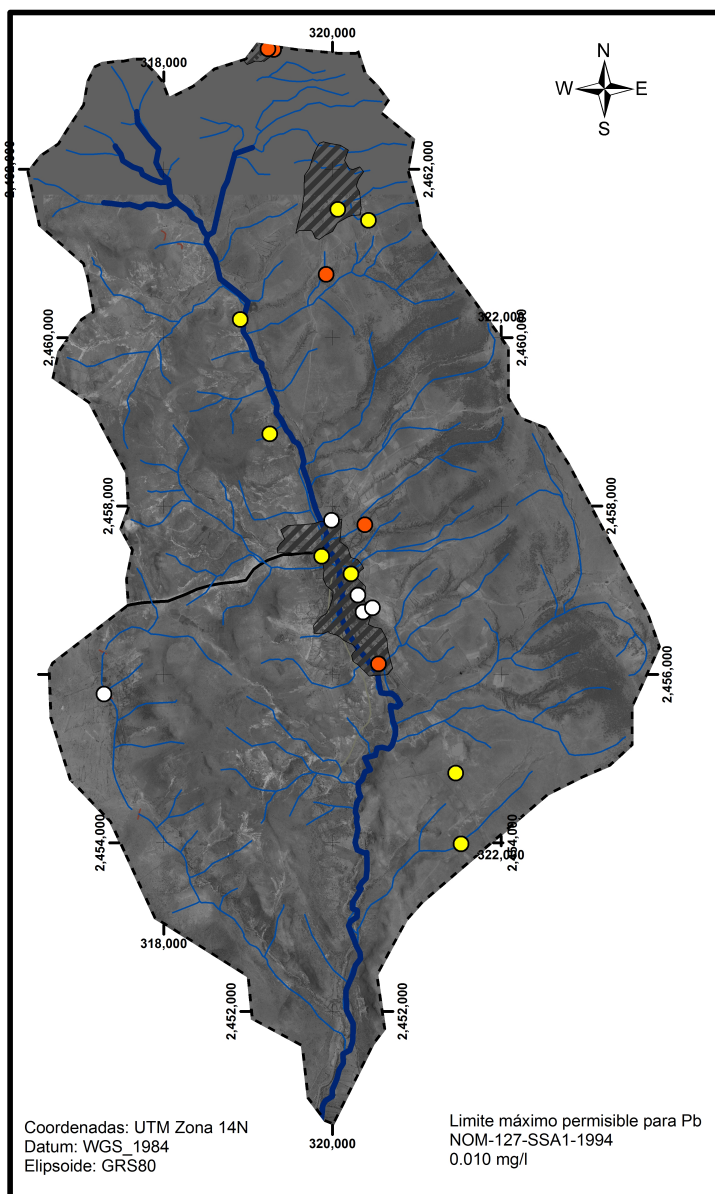 320,000
318,000
N
W E
S
2,462,000
322,000
2,460,000
2,460,000
2,458,000
2,458,000
2,456,000
2,454,000
2,454,000
322,000
318,000
2,452,000
2,452,000
320,000
Coordenadas: UTM Zona 14N
Datum: WGS_1984
Elipsoide: GRS80
Limite máximo permisible para Pb
NOM-127-SSA1-1994
0.010 mg/l